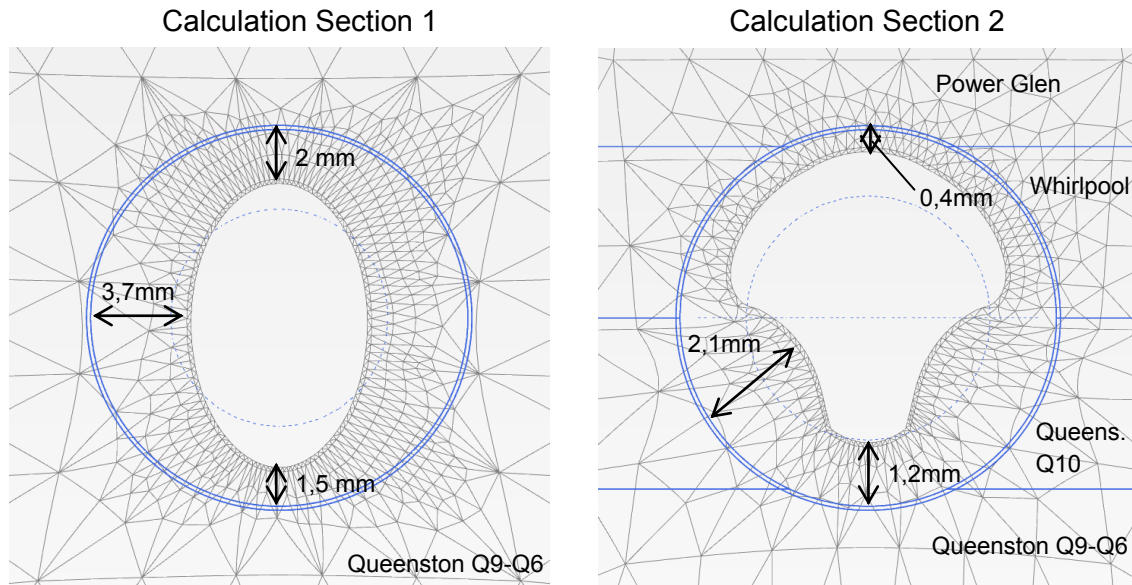 Calculation Section 1
2 mm
3,7mm
1,5 mm
Queenston Q9-Q6
Calculation Section 2
Power Glen
Whirlpool
0,4mm
2,1mm
Queens.
Q10
1,2mm
Queenston Q9-Q6